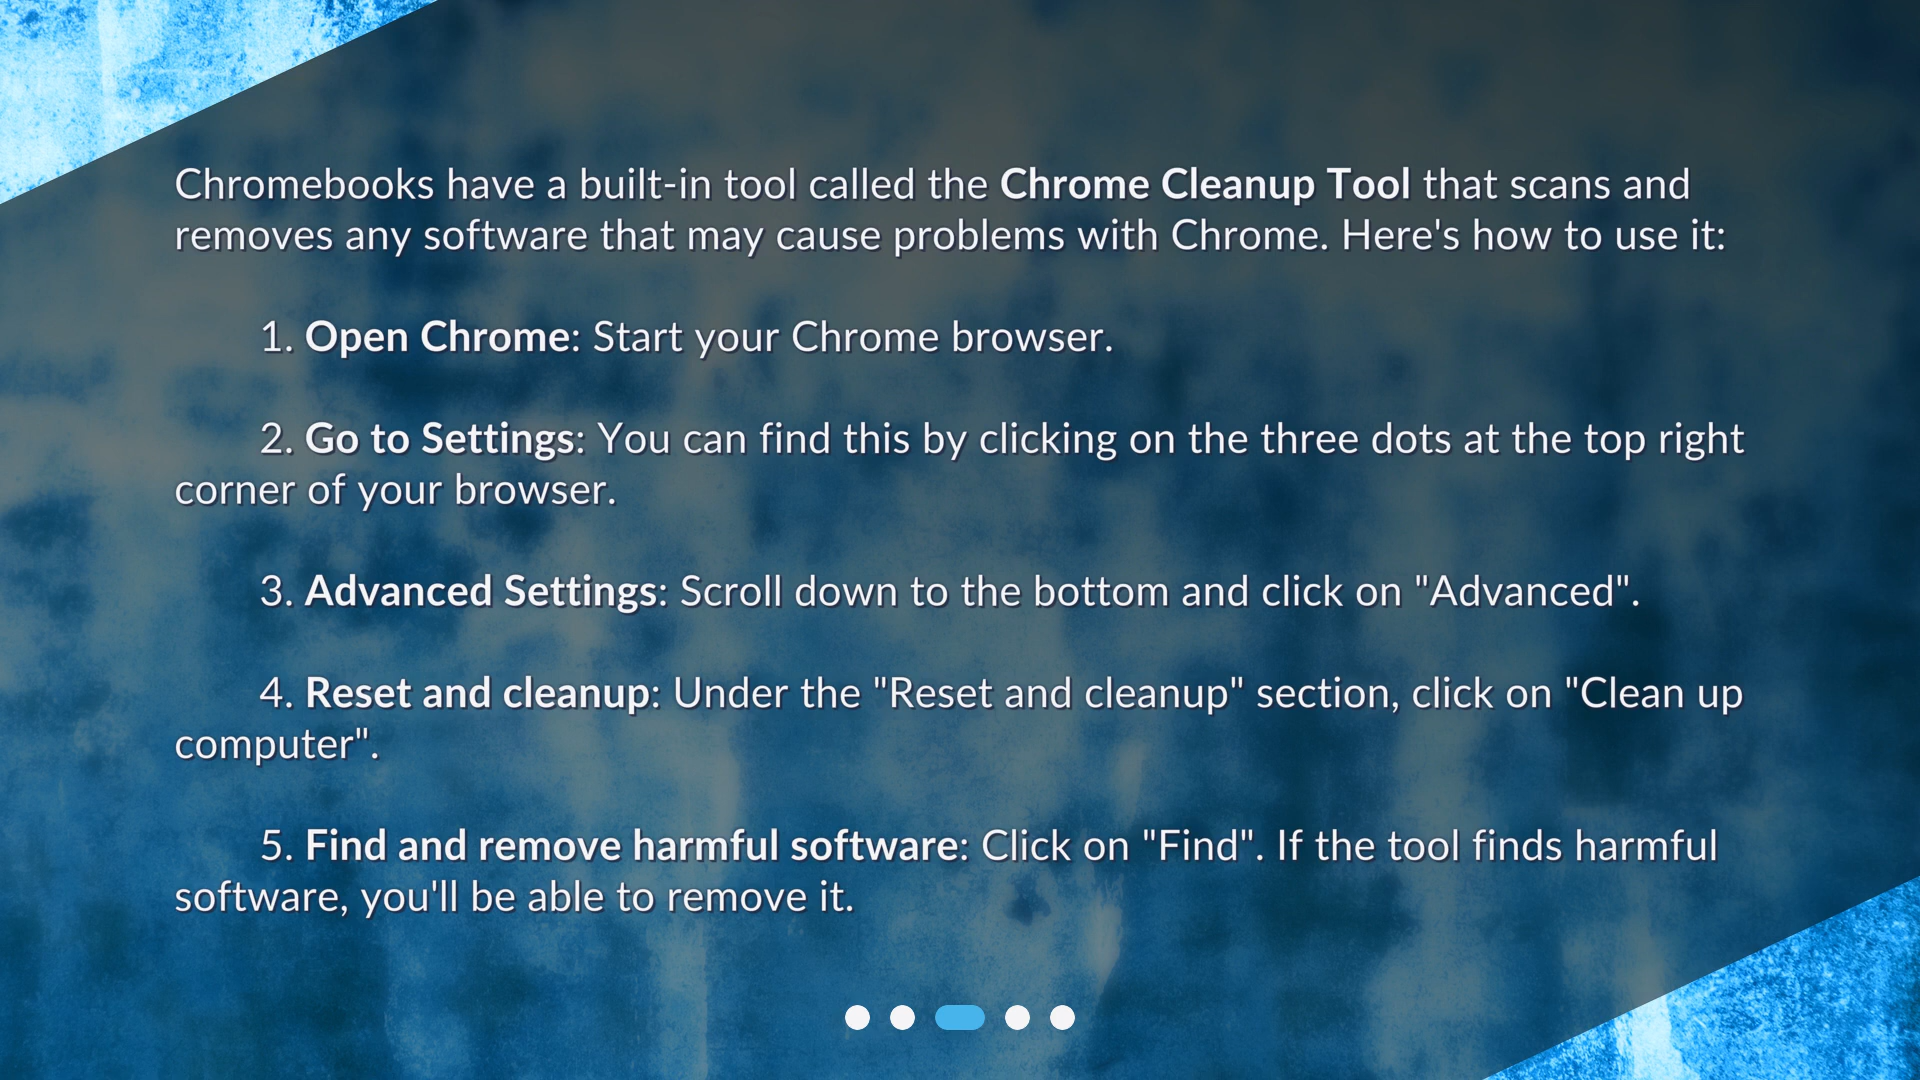 Chromebooks have a built-in tool called the Chrome Cleanup Tool that scans and
removes any software that may cause problems with Chrome. Here's how to use it:
1. Open Chrome: Start your Chrome browser.
2. Go to Settings: You can find this by clicking on the three dots at the top right
corner of your browser.
3. Advanced Settings: Scroll down to the bottom and click on "Advanced".
4. Reset and cleanup: Under the "Reset and cleanup" section, click on "Clean up
computer".
5. Find and remove harmful software: Click on "Find". If the tool finds harmful
software, you'll be able to remove it.